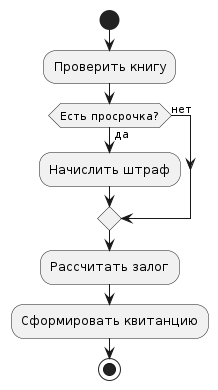 Проверить книгу
Есть просрочка?
нет
да
Начислить штраф
Рассчитать залог
Сформировать квитанцию